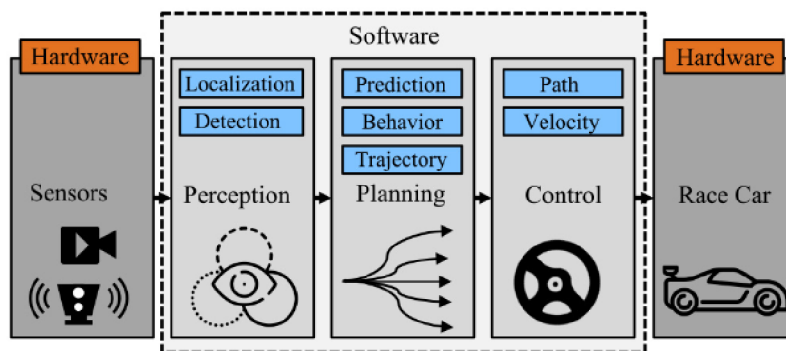 Software
Hardware
Sensors
Localization
Detection
Perception
Prediction
Behavior
Trajectory
Planning
Path
Velocity
Control
Hardware
Race Car